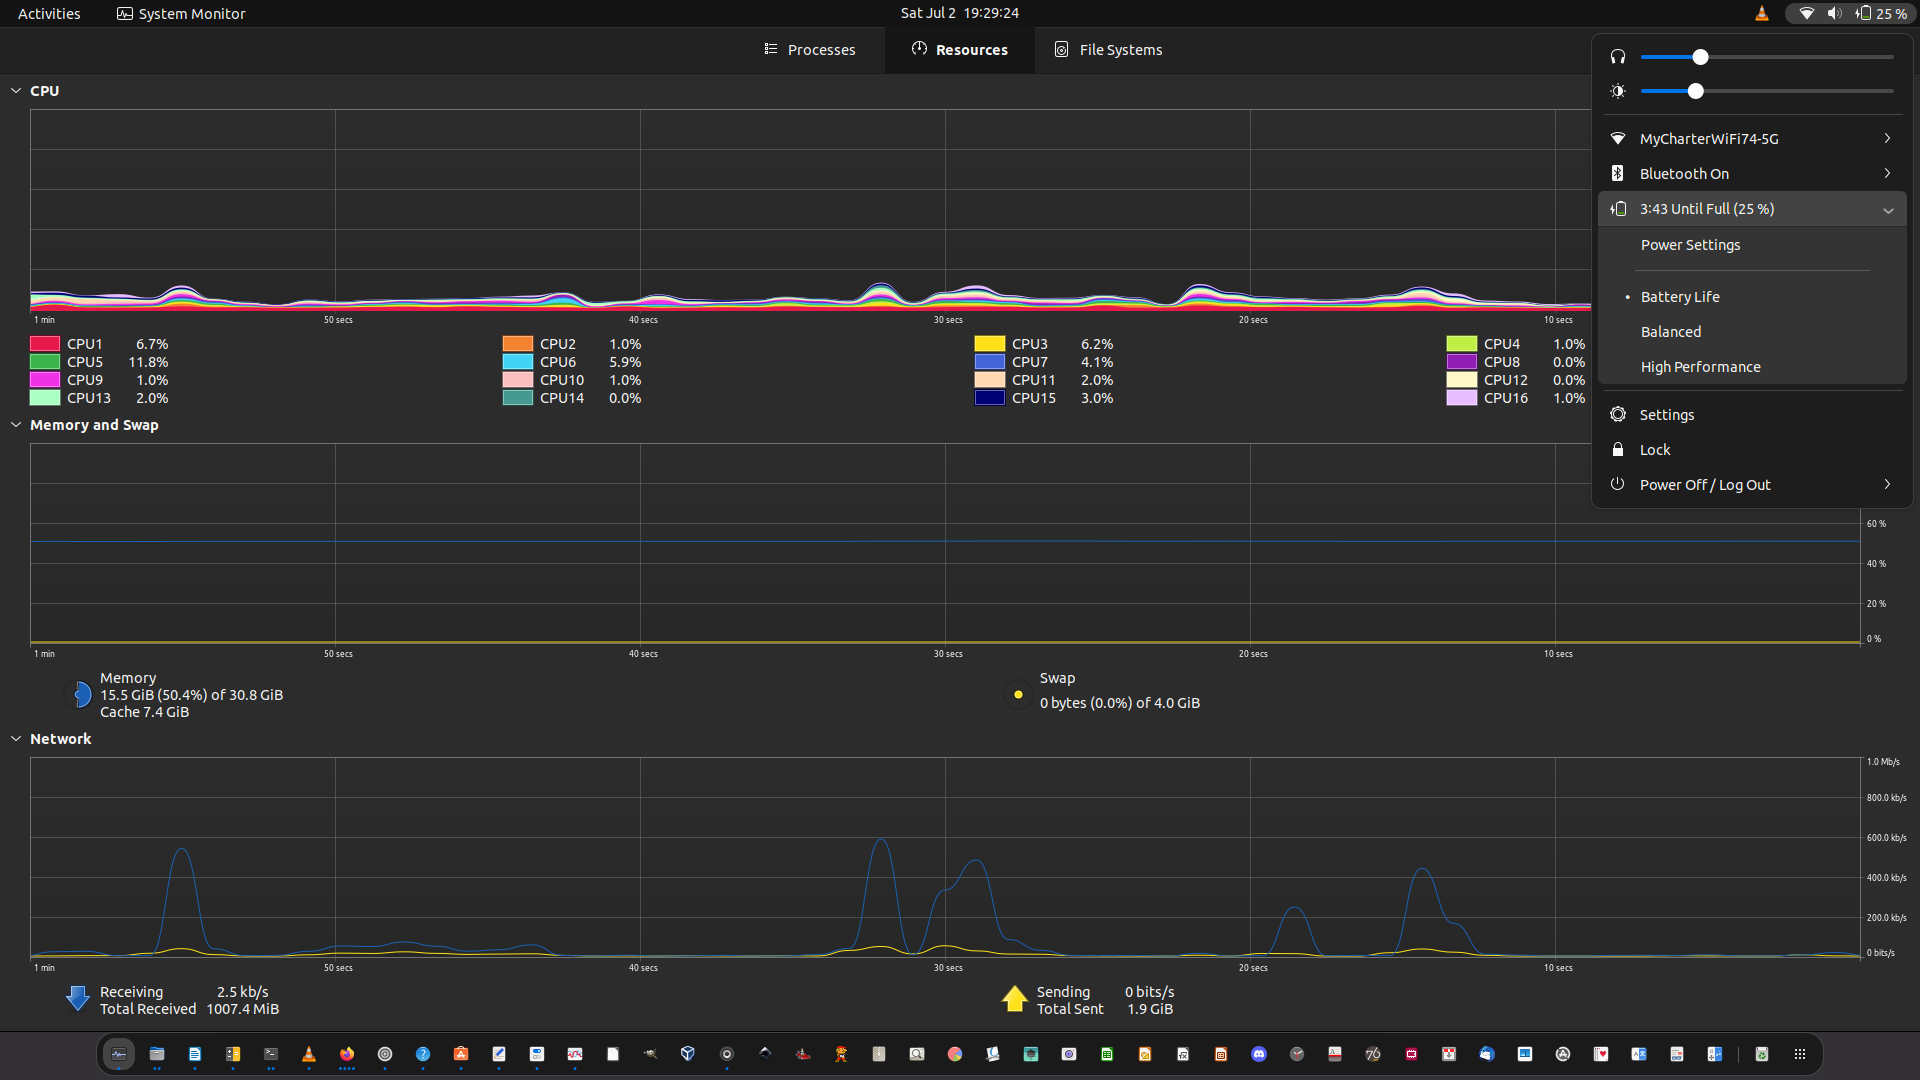 Activities
System Monitor
Sat Jul 2 19:29:24
25 %
Processes
Resources
File Systems
CPU
1 min
50 secs
40 secs
30 secs
20 secs
10 secs
CPU1 6.7%
CPU2 1.0%
CPU3 6.2%
CPU4 1.0%
CPU5 11.8%
CPU6 5.9%
CPU7 4.1%
CPU8 0.0%
CPU9 1.0%
CPU10 1.0%
CPU11 2.0%
CPU12 0.0%
CPU13 2.0%
CPU14 0.0%
CPU15 3.0%
CPU16 1.0%
MyCharterWiFi74-5G
Bluetooth On
3:43 Until Full (25 %)
Power Settings
• Battery Life
Balanced
High Performance
Settings
Lock
Power Off / Log Out
Memory and Swap
60 %
40 %
20 %
0 %
1 min
50 secs
40 secs
30 secs
20 secs
10 secs
Memory
15.5 GiB (50.4%) of 30.8 GiB
Cache 7.4 GiB
Swap
0 bytes (0.0%) of 4.0 GiB
Network
1.0 Mb/s
800.0 kb/s
600.0 kb/s
400.0 kb/s
200.0 kb/s
0 bits/s
1 min
50 secs
40 secs
30 secs
20 secs
10 secs
Receiving 2.5 kb/s
Total Received 1007.4 MiB
Sending 0 bits/s
Total Sent 1.9 GiB
76